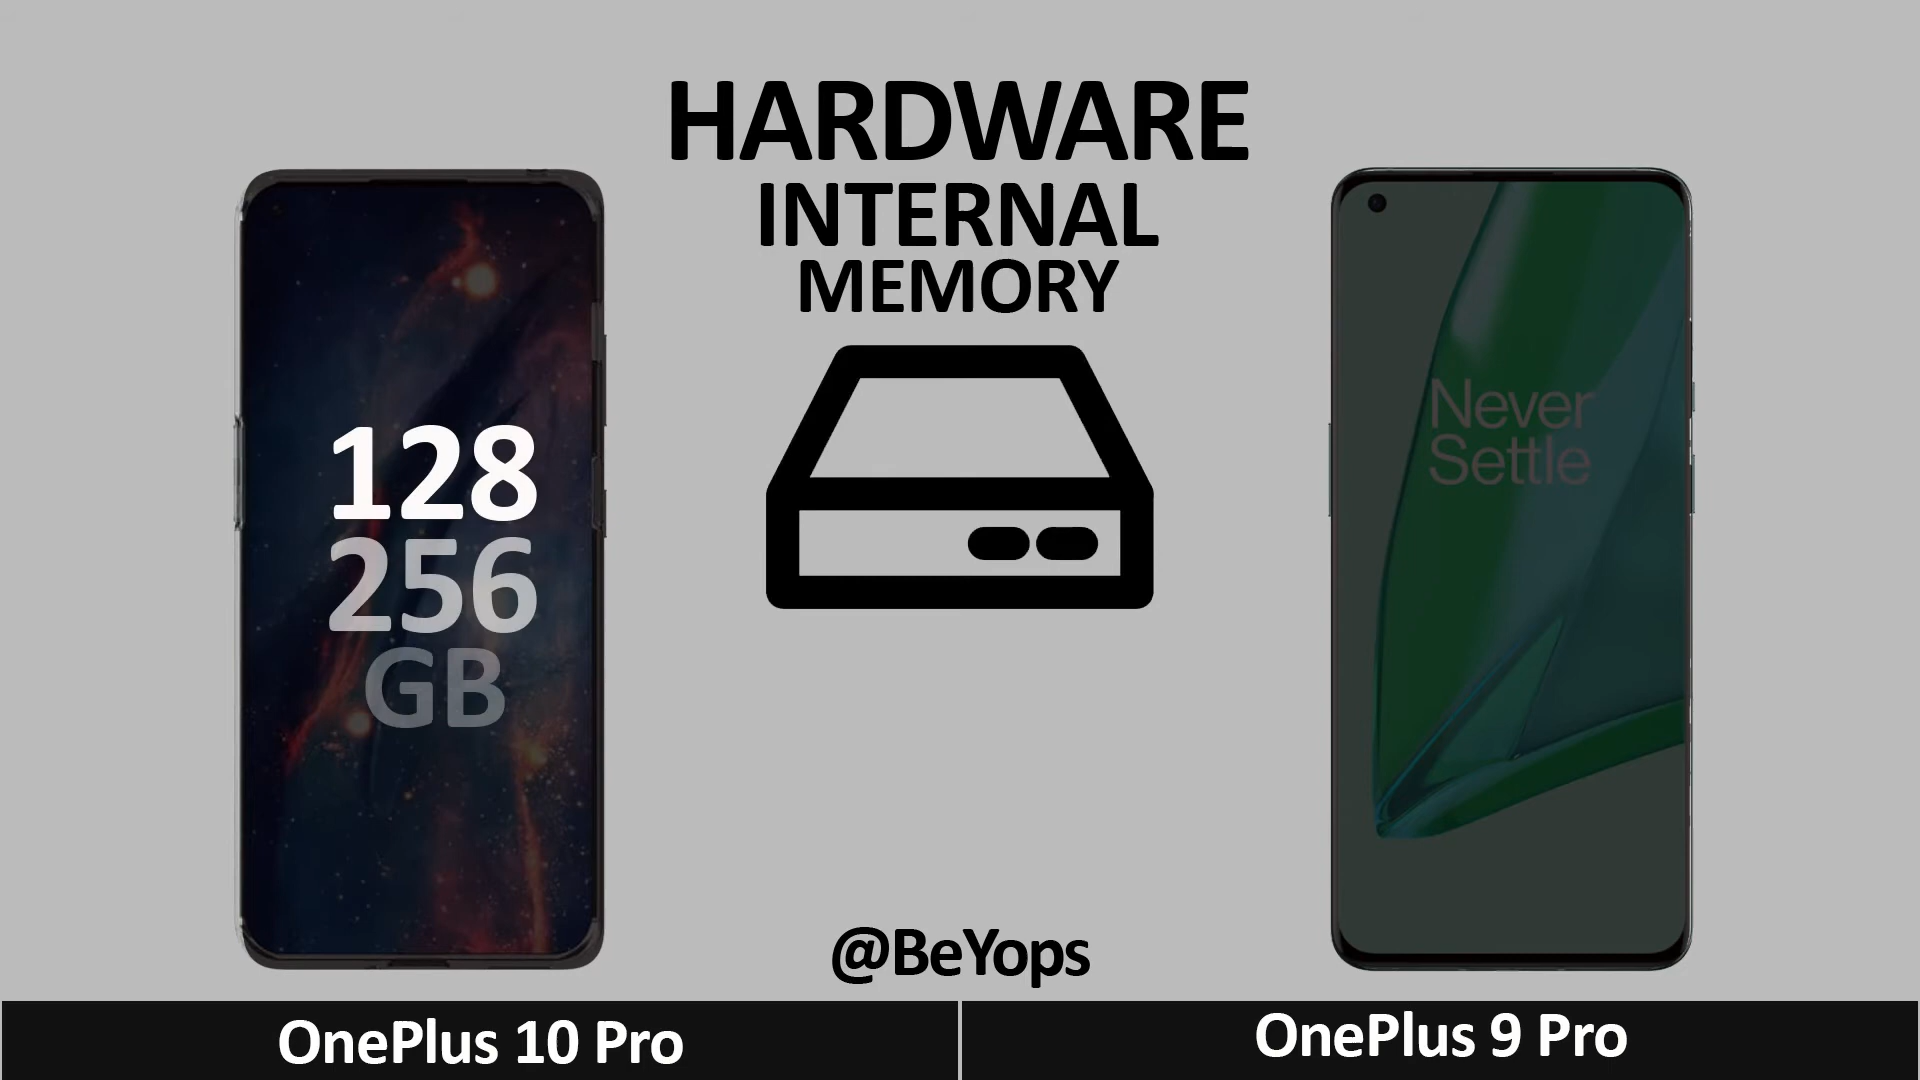 HARDWARE
INTERNAL
MEMORY
128
256
GB
Never
Settle
@BeYops
OnePlus 10 Pro
OnePlus 9 Pro